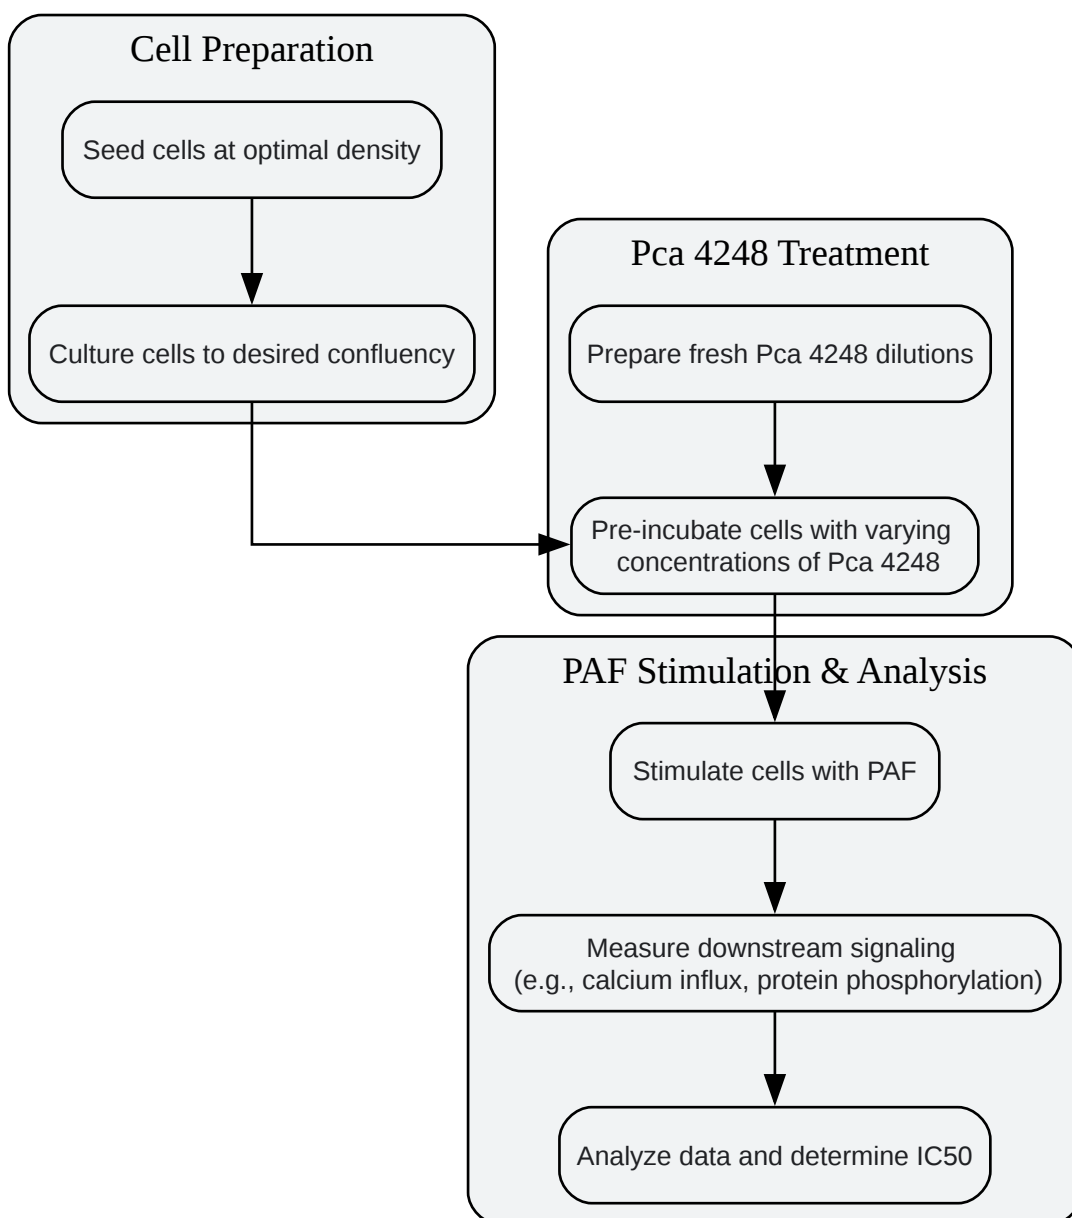 Cell Preparation
Seed cells at optimal density
Culture cells to desired confluency
Pca 4248 Treatment
Prepare fresh Pca 4248 dilutions
Pre-incubate cells with varying
concentrations of Pca 4248
PAF Stimulation & Analysis
Stimulate cells with PAF
Measure downstream signaling
(e.g., calcium influx, protein phosphorylation)
Analyze data and determine IC50